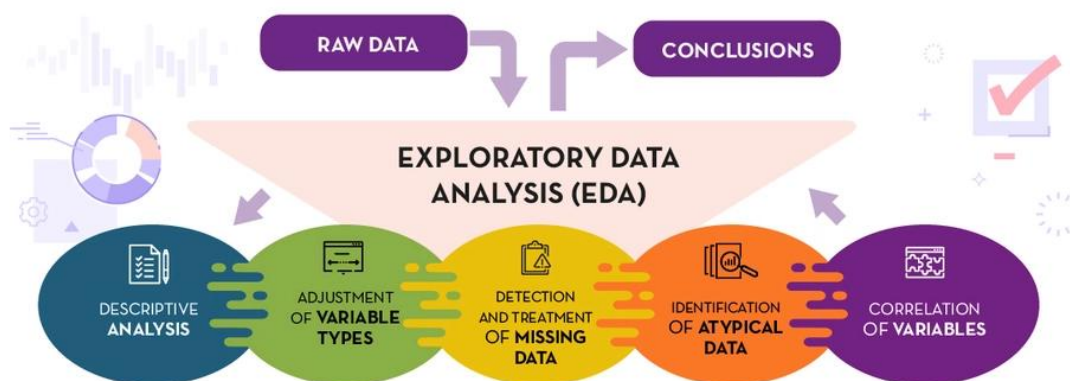 RAW DATA
CONCLUSIONS
EXPLORATORY DATA
ANALYSIS (EDA)
DESCRIPTIVE
ANALYSIS
ADJUSTMENT
OF VARIABLE
TYPES
DETECTION
AND TREATMENT
OF MISSING
DATA
IDENTIFICATION
OF ATYPICAL
DATA
CORRELATION
OF VARIABLES